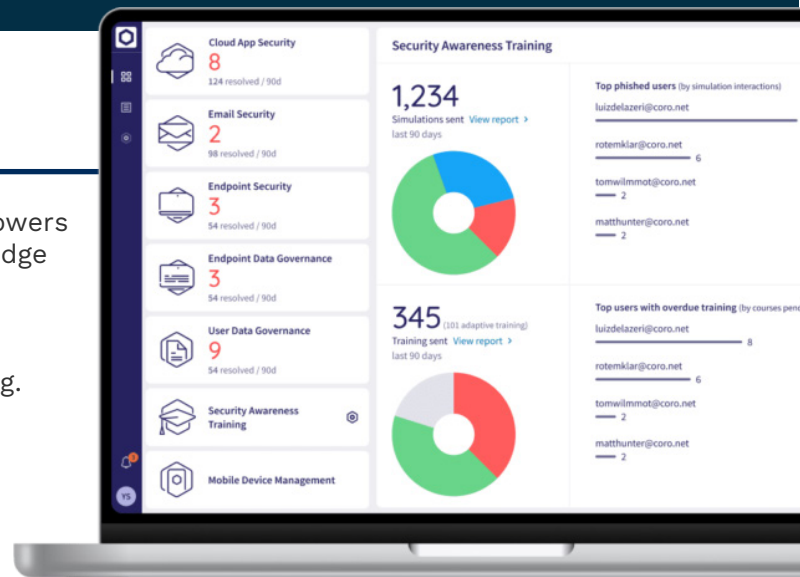 owers
dge
g.
Cloud App Security
8
124 resolved / 90d
Email Security
2
98 resolved / 90d
Endpoint Security
3
54 resolved / 90d
Endpoint Data Governance
3
54 resolved / 90d
User Data Governance
9
54 resolved / 90d
Security Awareness
Training
Mobile Device Management
3
YS
Security Awareness Training
1,234
Simulations sent View report >
last 90 days
Top phished users (by simulation interactions)
luizdelazeri@coro.net
rotemklar@coro.net
6
tomwilmmot@coro.net
2
matthunter@coro.net
2
345 (101 adaptive training)
Training sent View report >
last 90 days
Top users with overdue training (by courses pend
luizdelazeri@coro.net
8
rotemklar@coro.net
6
tomwilmmot@coro.net
2
matthunter@coro.net
2